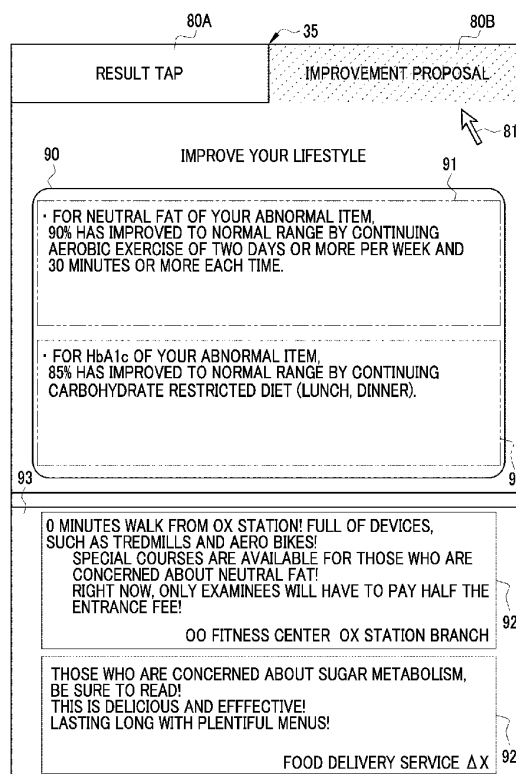 80A
35
80B
RESULT TAP
IMPROVEMENT PROPOSAL
81
90
IMPROVE YOUR LIFESTYLE
91
· FOR NEUTRAL FAT OF YOUR ABNORMAL ITEM,
90% HAS IMPROVED TO NORMAL RANGE BY CONTINUING
AEROBIC EXERCISE OF TWO DAYS OR MORE PER WEEK AND
30 MINUTES OR MORE EACH TIME.
· FOR HbA1c OF YOUR ABNORMAL ITEM,
85% HAS IMPROVED TO NORMAL RANGE BY CONTINUING
CARBOHYDRATE RESTRICTED DIET (LUNCH, DINNER).
93
0 MINUTES WALK FROM OX STATION! FULL OF DEVICES,
SUCH AS TREDMILLS AND AERO BIKES!
SPECIAL COURSES ARE AVAILABLE FOR THOSE WHO ARE
CONCERNED ABOUT NEUTRAL FAT!
RIGHT NOW, ONLY EXAMINEES WILL HAVE TO PAY HALF THE
ENTRANCE FEE!
OO FITNESS CENTER OX STATION BRANCH
92
THOSE WHO ARE CONCERNED ABOUT SUGAR METABOLISM,
BE SURE TO READ!
THIS IS DELICIOUS AND EFFFECTIVE!
LASTING LONG WITH PLENTIFUL MENUS!
FOOD DELIVERY SERVICE ΔX
92